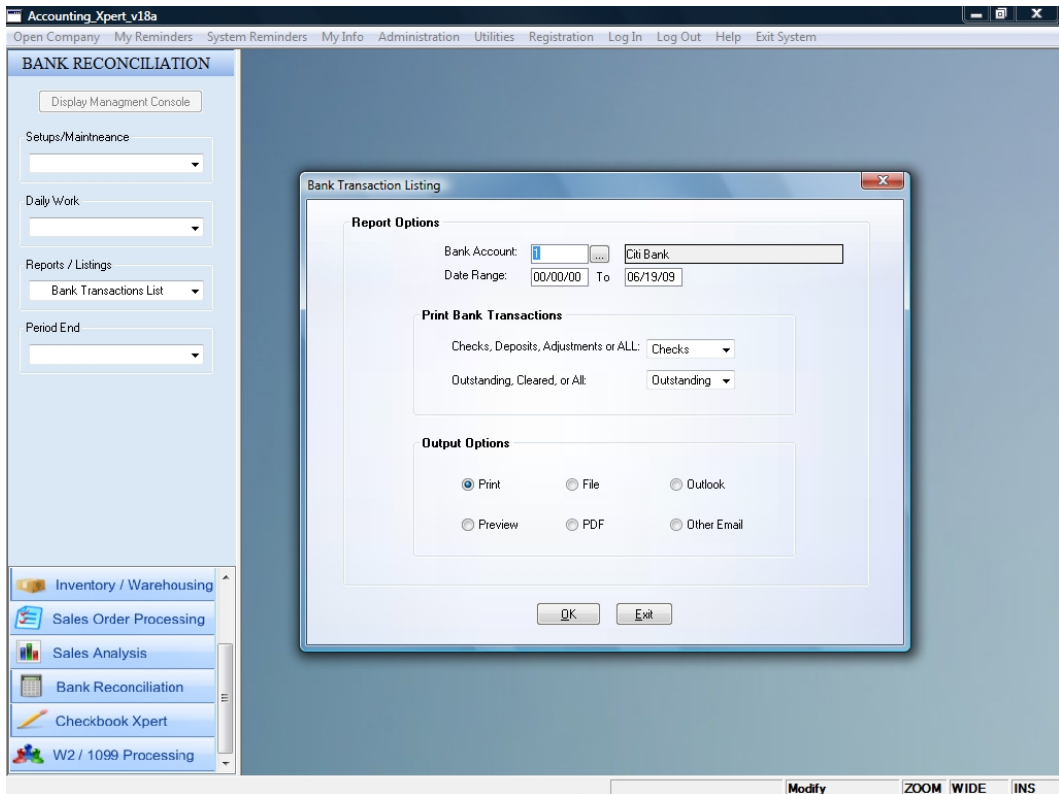 Accounting_Xpert_v18a
Open Company My Reminders System Reminders My Info Administration Utilities Registration Log In Log Out Help Exit System
BANK RECONCILIATION
Display Managment Console
Setups/Maintneance
Daily Work
Reports / Listings
Bank Transactions List
Period End
Inventory / Warehousing
Sales Order Processing
Sales Analysis
Bank Reconciliation
Checkbook Xpert
W2 / 1099 Processing
Bank Transaction Listing
Report Options
Bank Account: 1 ... Citi Bank
Date Range: 00/00/00 To 06/19/09
Print Bank Transactions
Checks, Deposits, Adjustments or ALL: Checks
Outstanding, Cleared, or All: Outstanding
Output Options
Print File Outlook
Preview PDF Other Email
OK Exit
Modify ZOOM WIDE INS